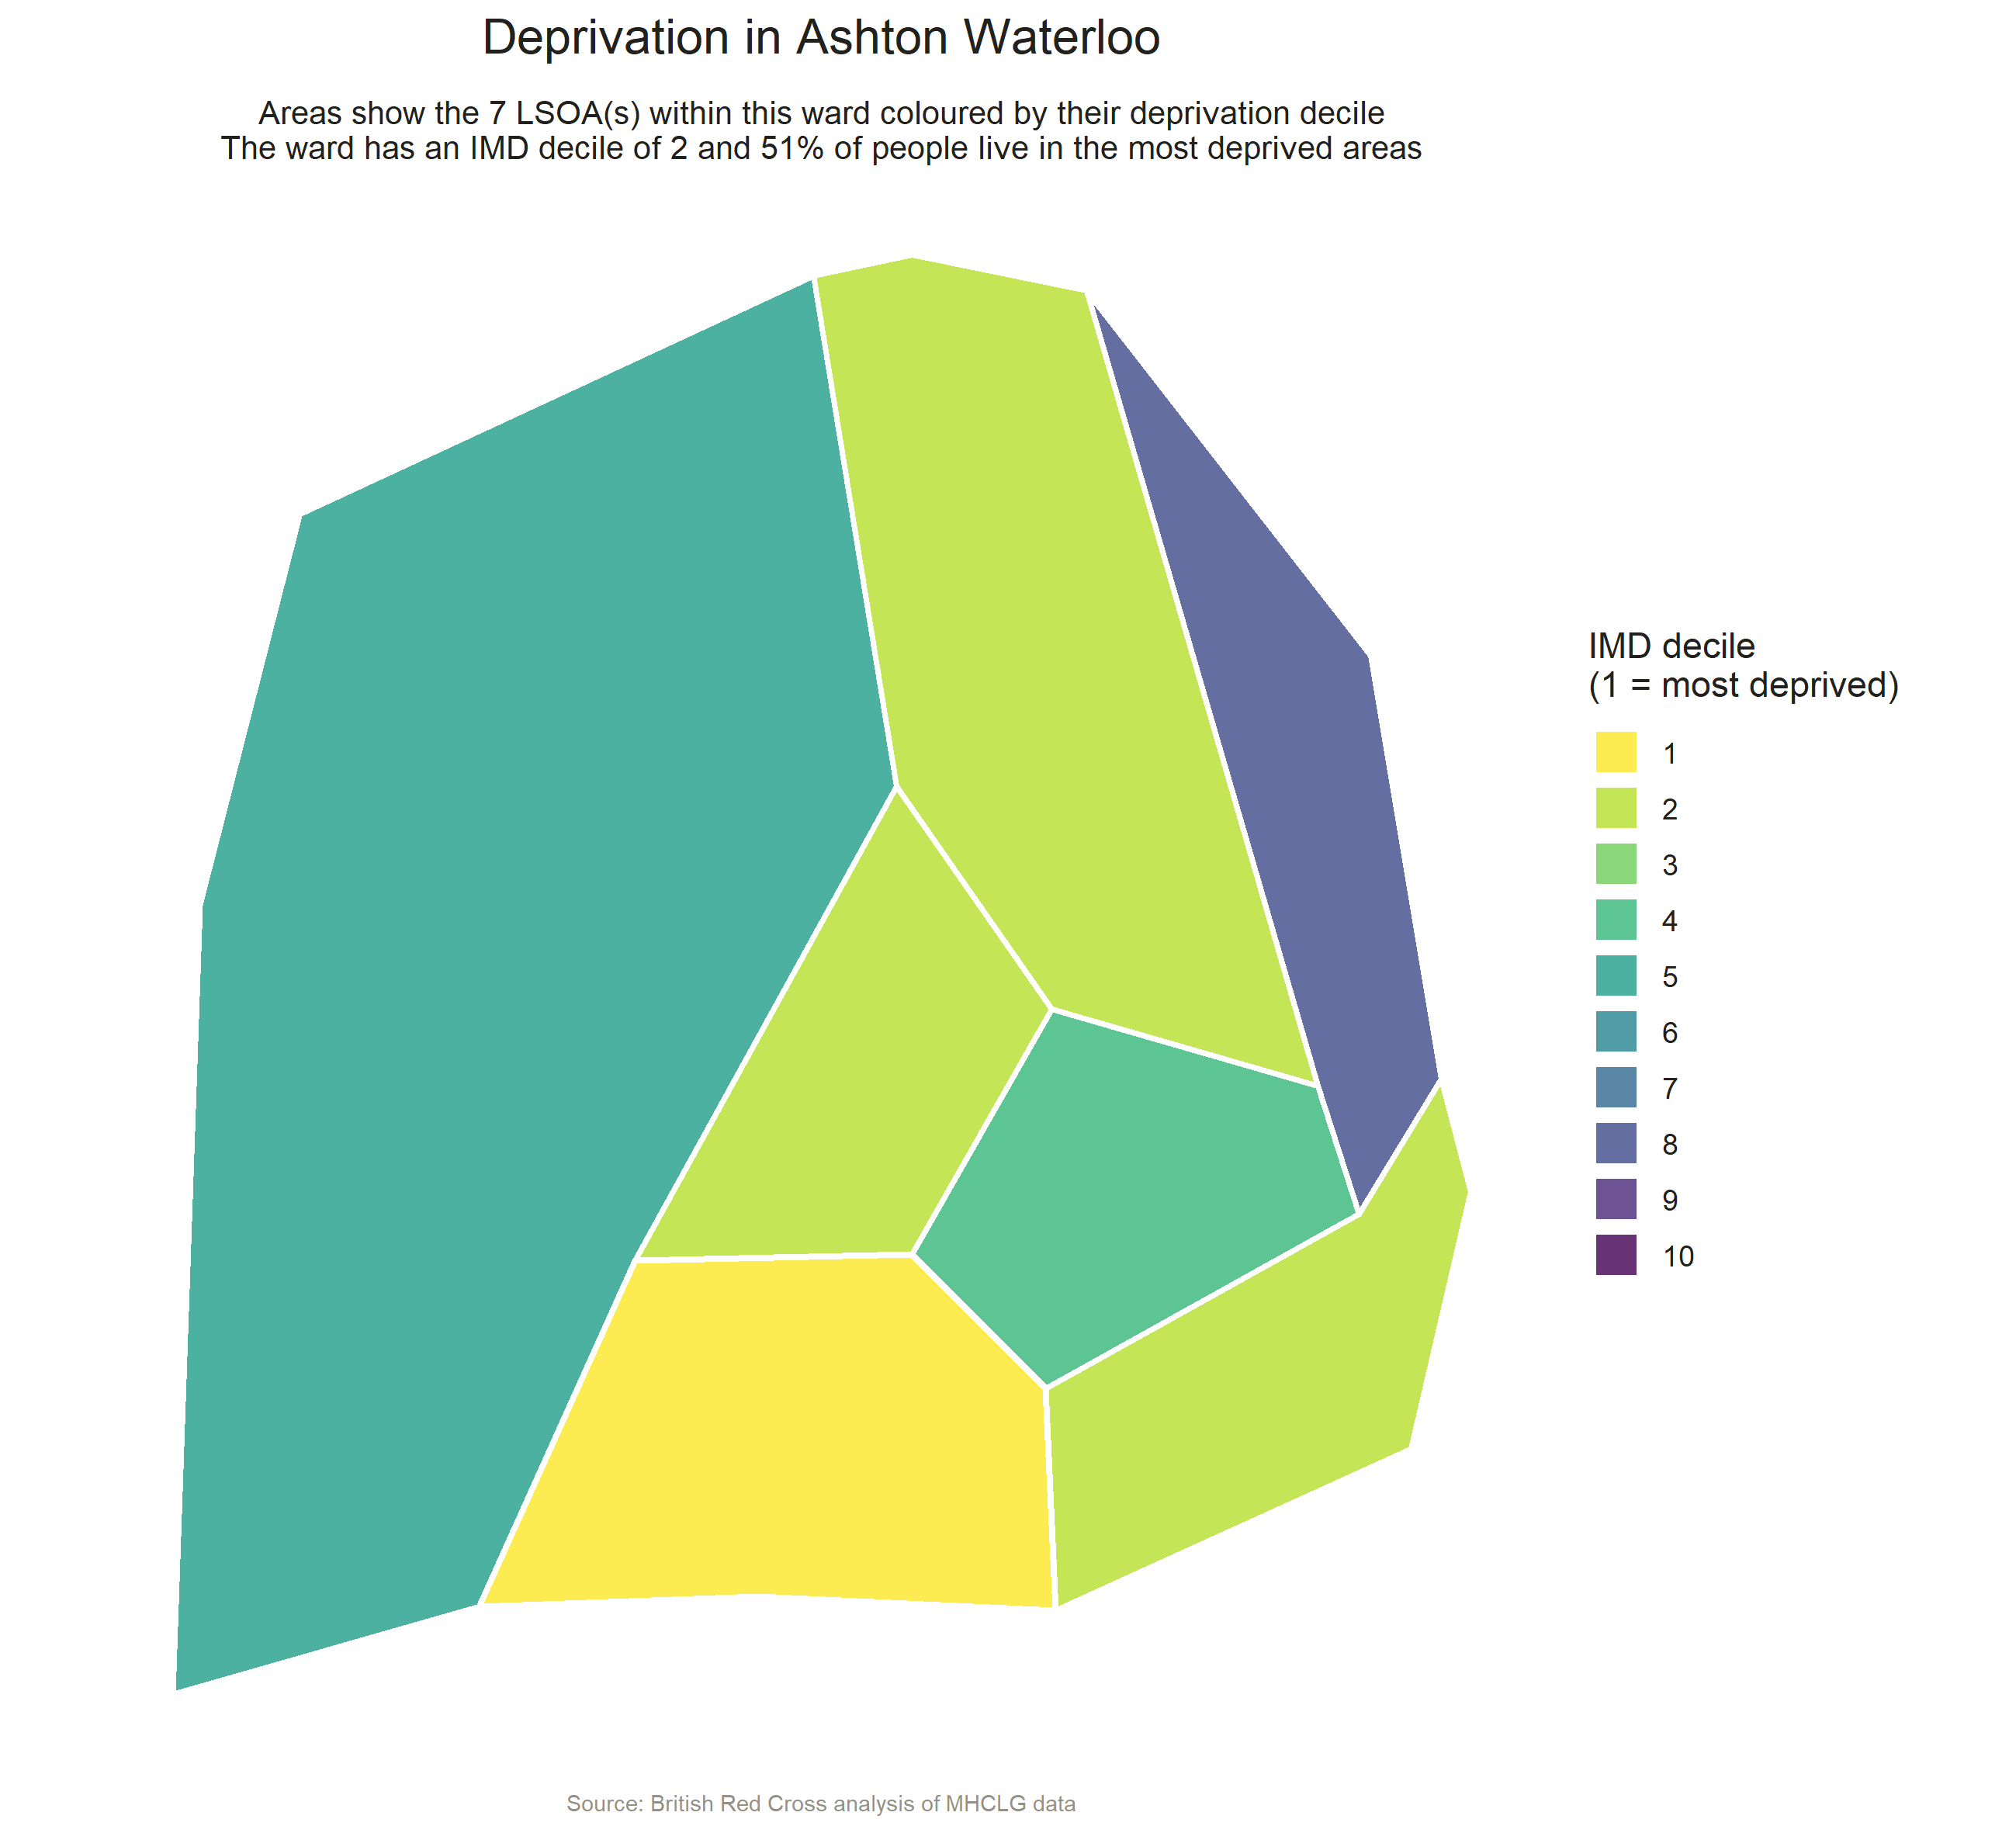 Deprivation in Ashton Waterloo
Areas show the 7 LSOA(s) within this ward coloured by their deprivation decile
The ward has an IMD decile of 2 and 51% of people live in the most deprived areas
IMD decile
(1 = most deprived)
1
2
3
4
5
6
7
8
9
10
Source: British Red Cross analysis of MHCLG data